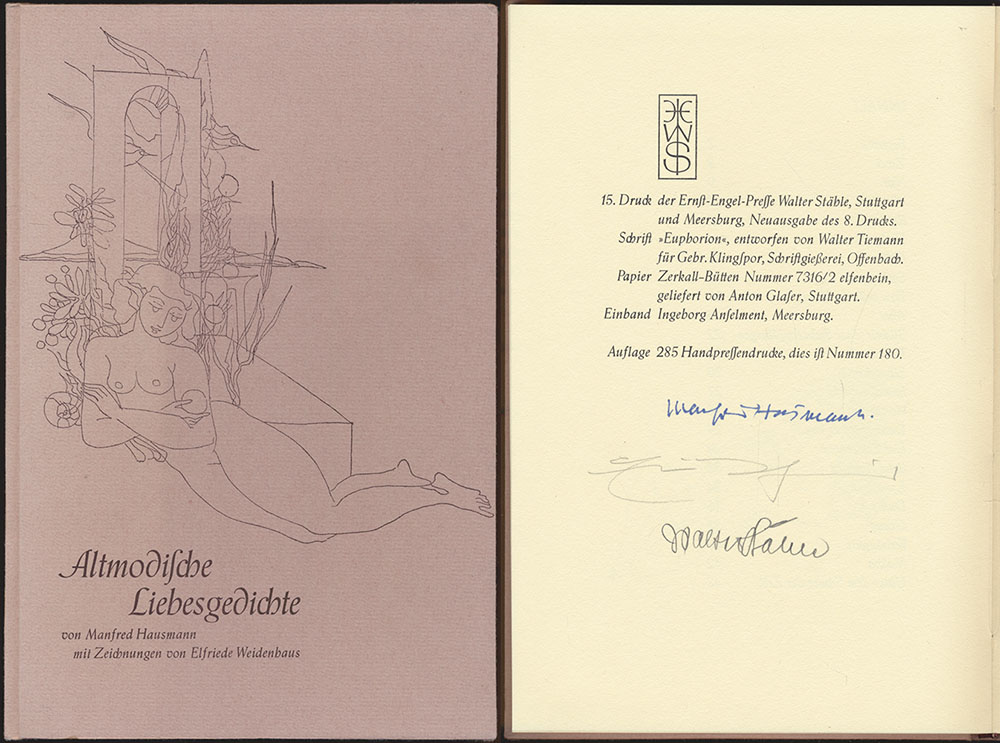 Altmodiſche
Liebesgedichte
von Manfred Hausmann
mit Zeichnungen von Elfriede Weidenhaus
15. Druck der Ernſt-Engel-Preſſe Walter Stähle, Stuttgart
und Meersburg, Neuausgabe des 8. Drucks.
Schrift »Euphorion«, entworfen von Walter Tiemann
für Gebr. Klingſpor, Schriftgießerei, Offenbach.
Papier Zerkall-Bütten Nummer 7316/2 elfenbein,
geliefert von Anton Glaſer, Stuttgart.
Einband Ingeborg Anſelment, Meersburg.
Auflage 285 Handpreſſendrucke, dies iſt Nummer 180.
Manfred Hausmann.
Walter Stähle